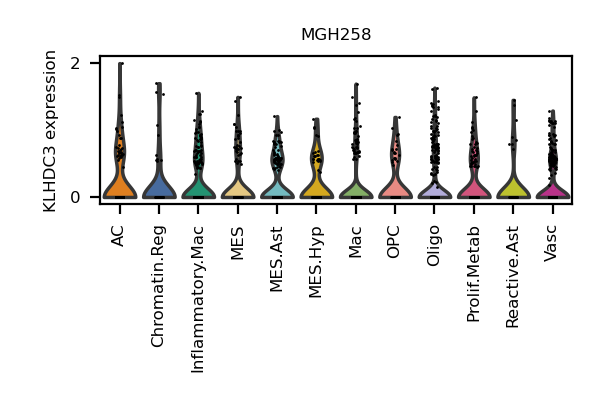 MGH258
KLHDC3 expression
2
0
AC
Chromatin.Reg
Inflammatory.Mac
MES
MES.Ast
MES.Hyp
Mac
OPC
Oligo
Prolif.Metab
Reactive.Ast
Vasc